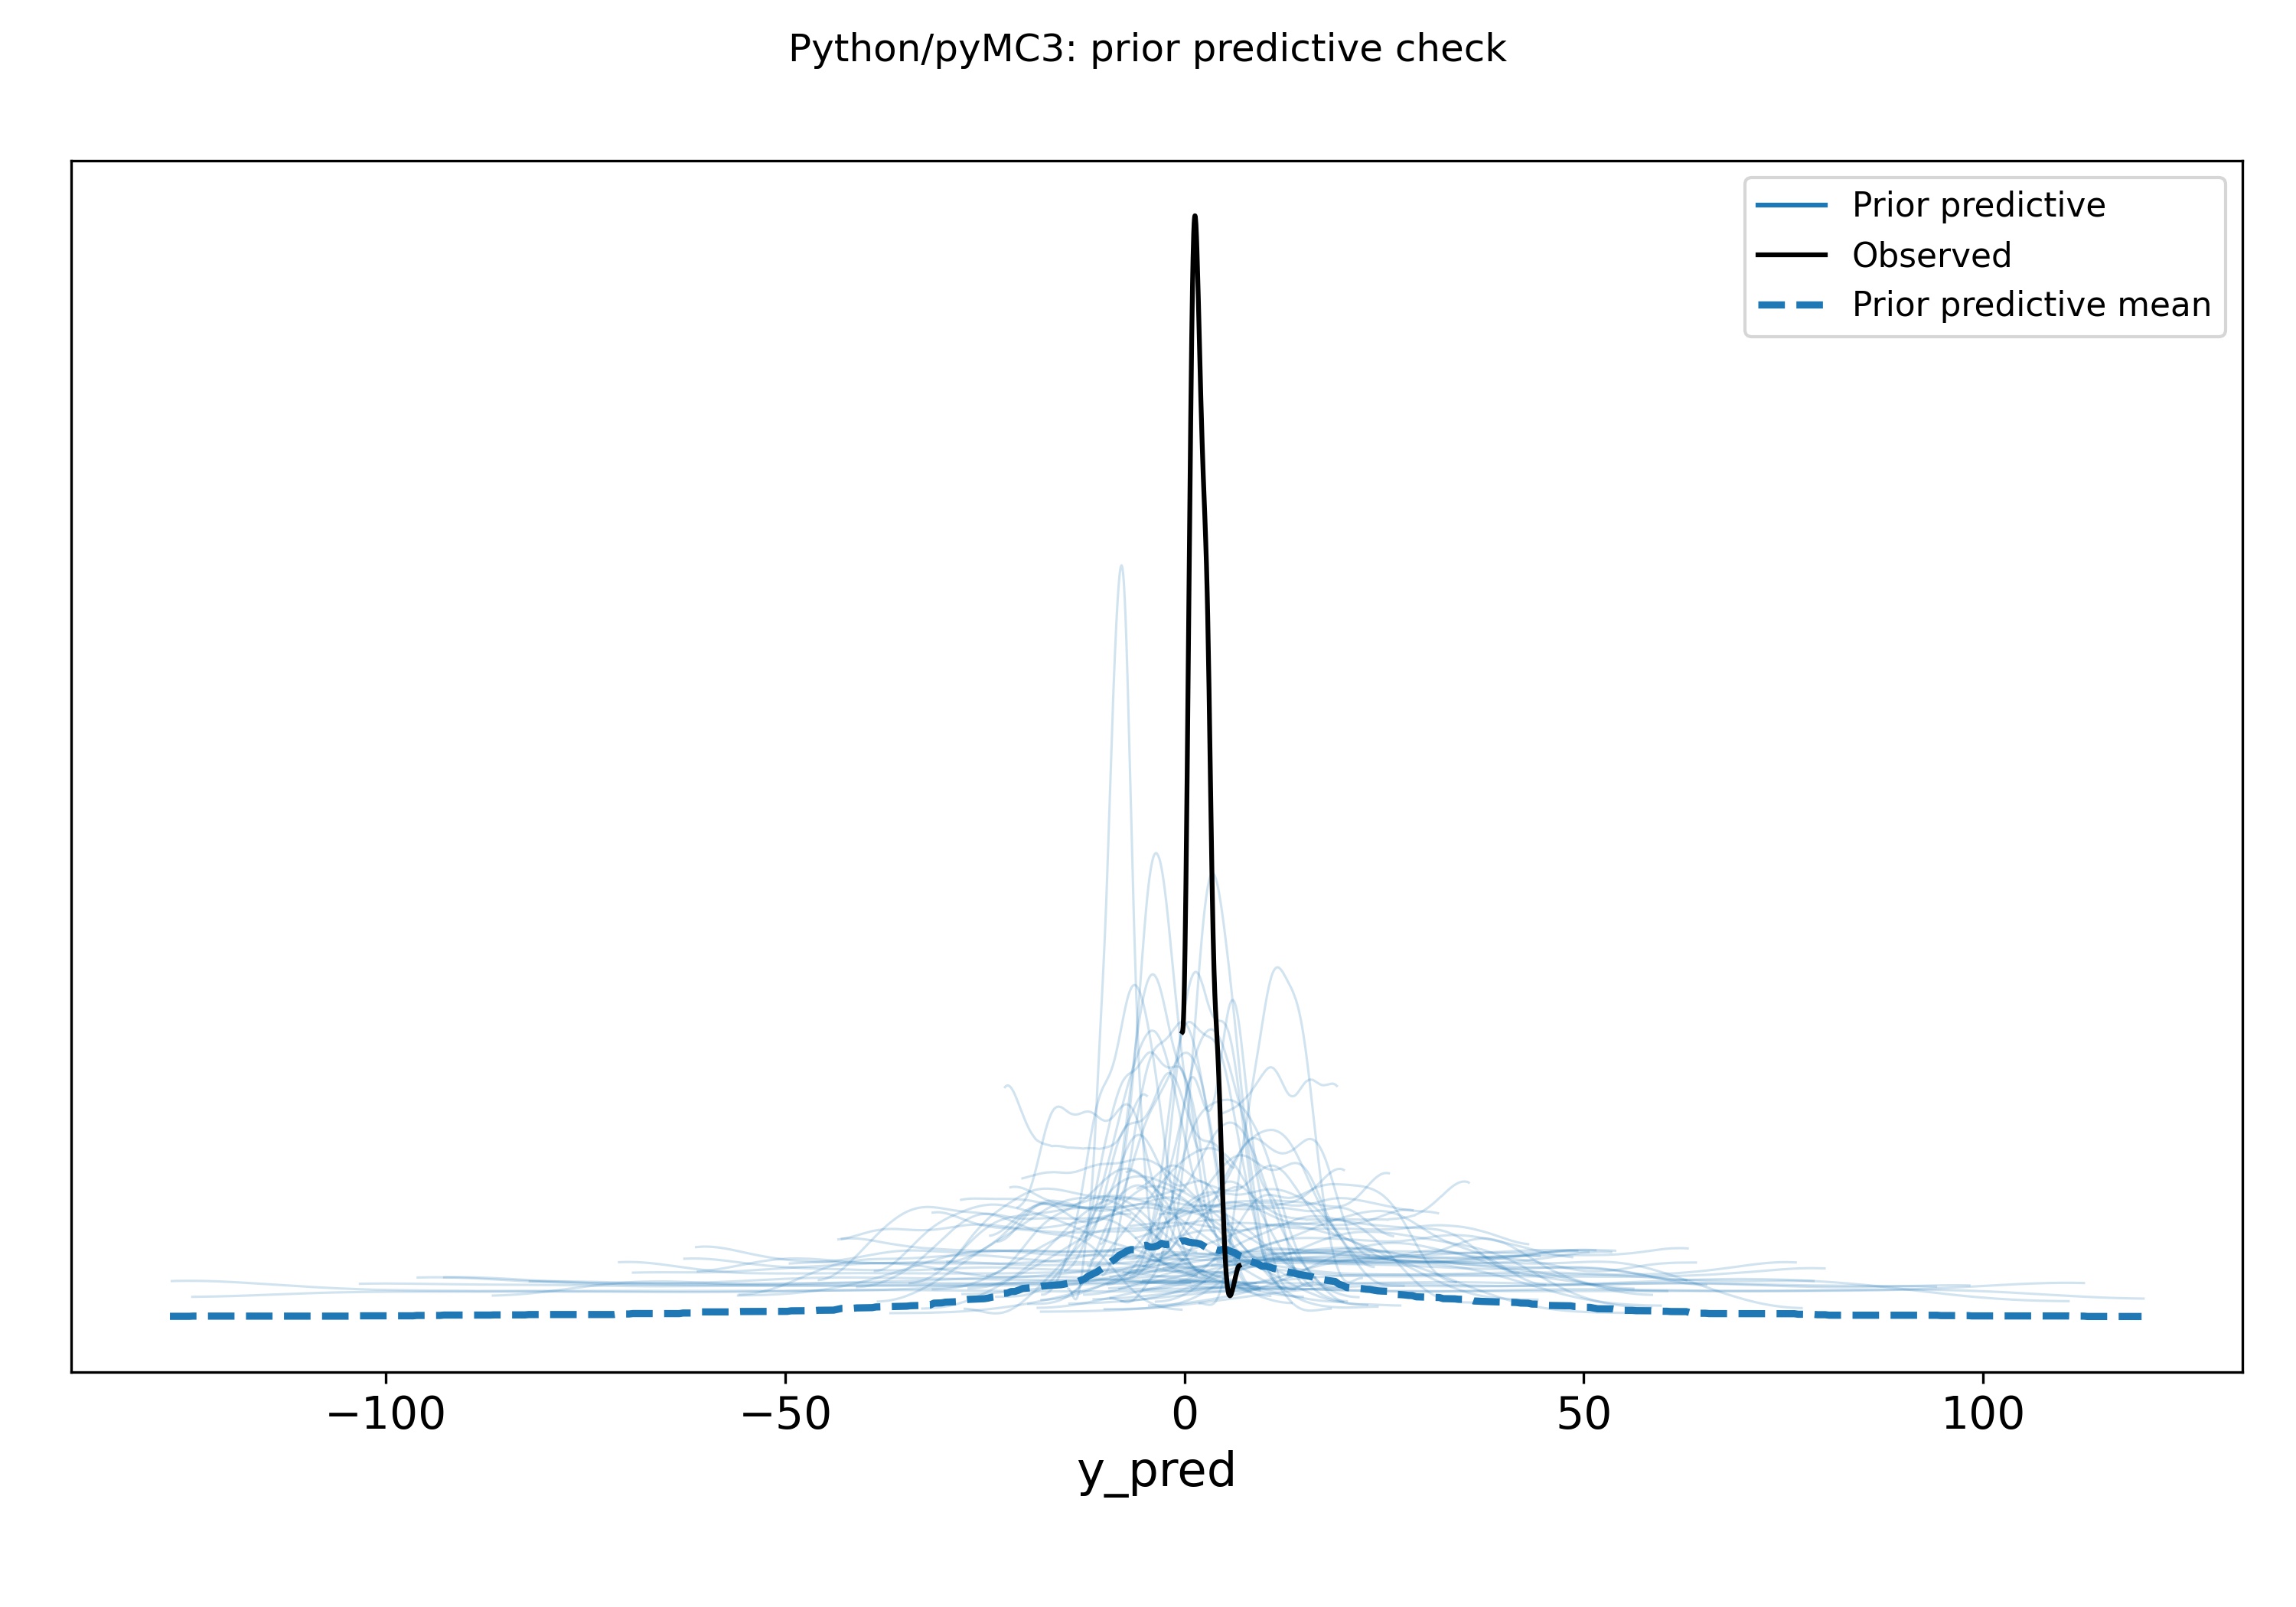 Python/pyMC3: prior predictive check
Prior predictive
Observed
Prior predictive mean
−100 −50 0 50 100
y_pred